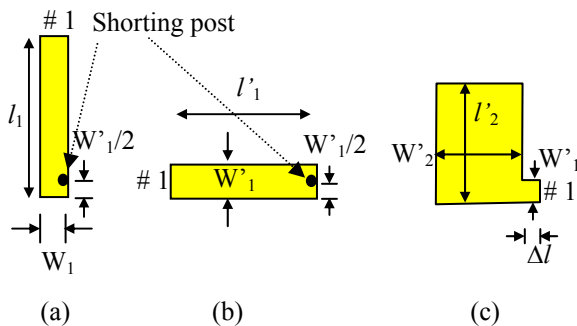 # 1 Shorting post
l₁
W'₁/2
W₁
(a)
l'₁
W'₁/2
# 1 W'₁
(b)
l'₂
W'₂
W'₁
# 1
Δl
(c)